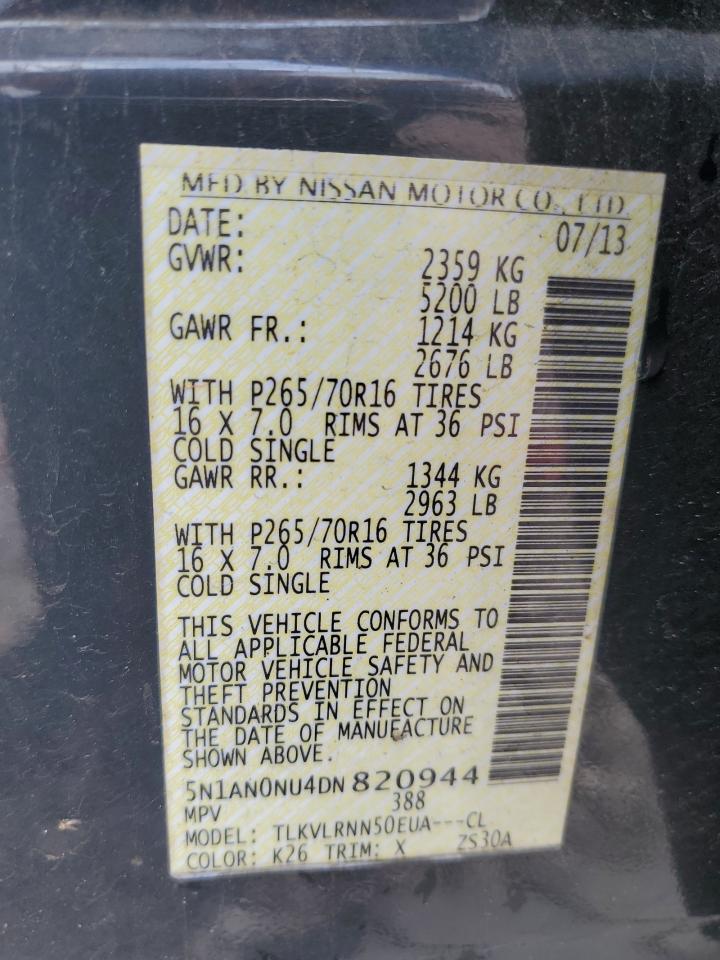 MFD BY NISSAN MOTOR CO., LTD.
DATE: 07/13
GVWR: 2359 KG
5200 LB
GAWR FR.: 1214 KG
2676 LB
WITH P265/70R16 TIRES
16 X 7.0 RIMS AT 36 PSI
COLD SINGLE
GAWR RR.: 1344 KG
2963 LB
WITH P265/70R16 TIRES
16 X 7.0 RIMS AT 36 PSI
COLD SINGLE
THIS VEHICLE CONFORMS TO
ALL APPLICABLE FEDERAL
MOTOR VEHICLE SAFETY AND
THEFT PREVENTION
STANDARDS IN EFFECT ON
THE DATE OF MANUFACTURE
SHOWN ABOVE.
5N1AN0NU4DN 820944
MPV 388
MODEL: TLKVLRNN50EUA---CL
COLOR: K26 TRIM: X ZS30A